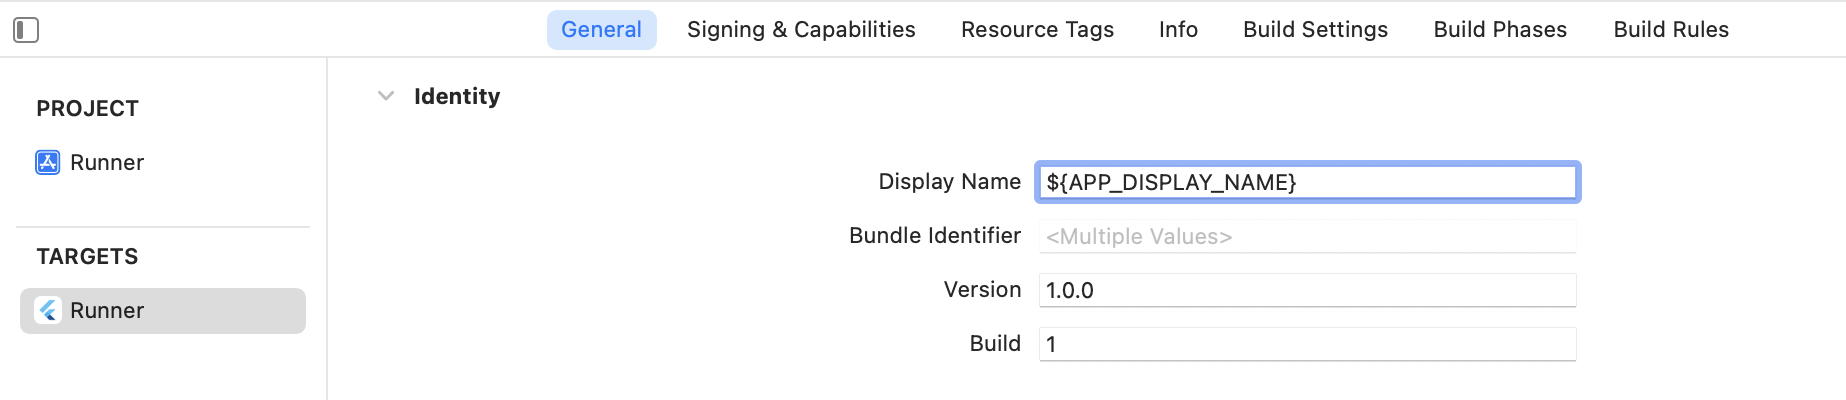 General Signing & Capabilities Resource Tags Info Build Settings Build Phases Build Rules
PROJECT
Runner
TARGETS
Runner
Identity
Display Name ${APP_DISPLAY_NAME}
Bundle Identifier <Multiple Values>
Version 1.0.0
Build 1